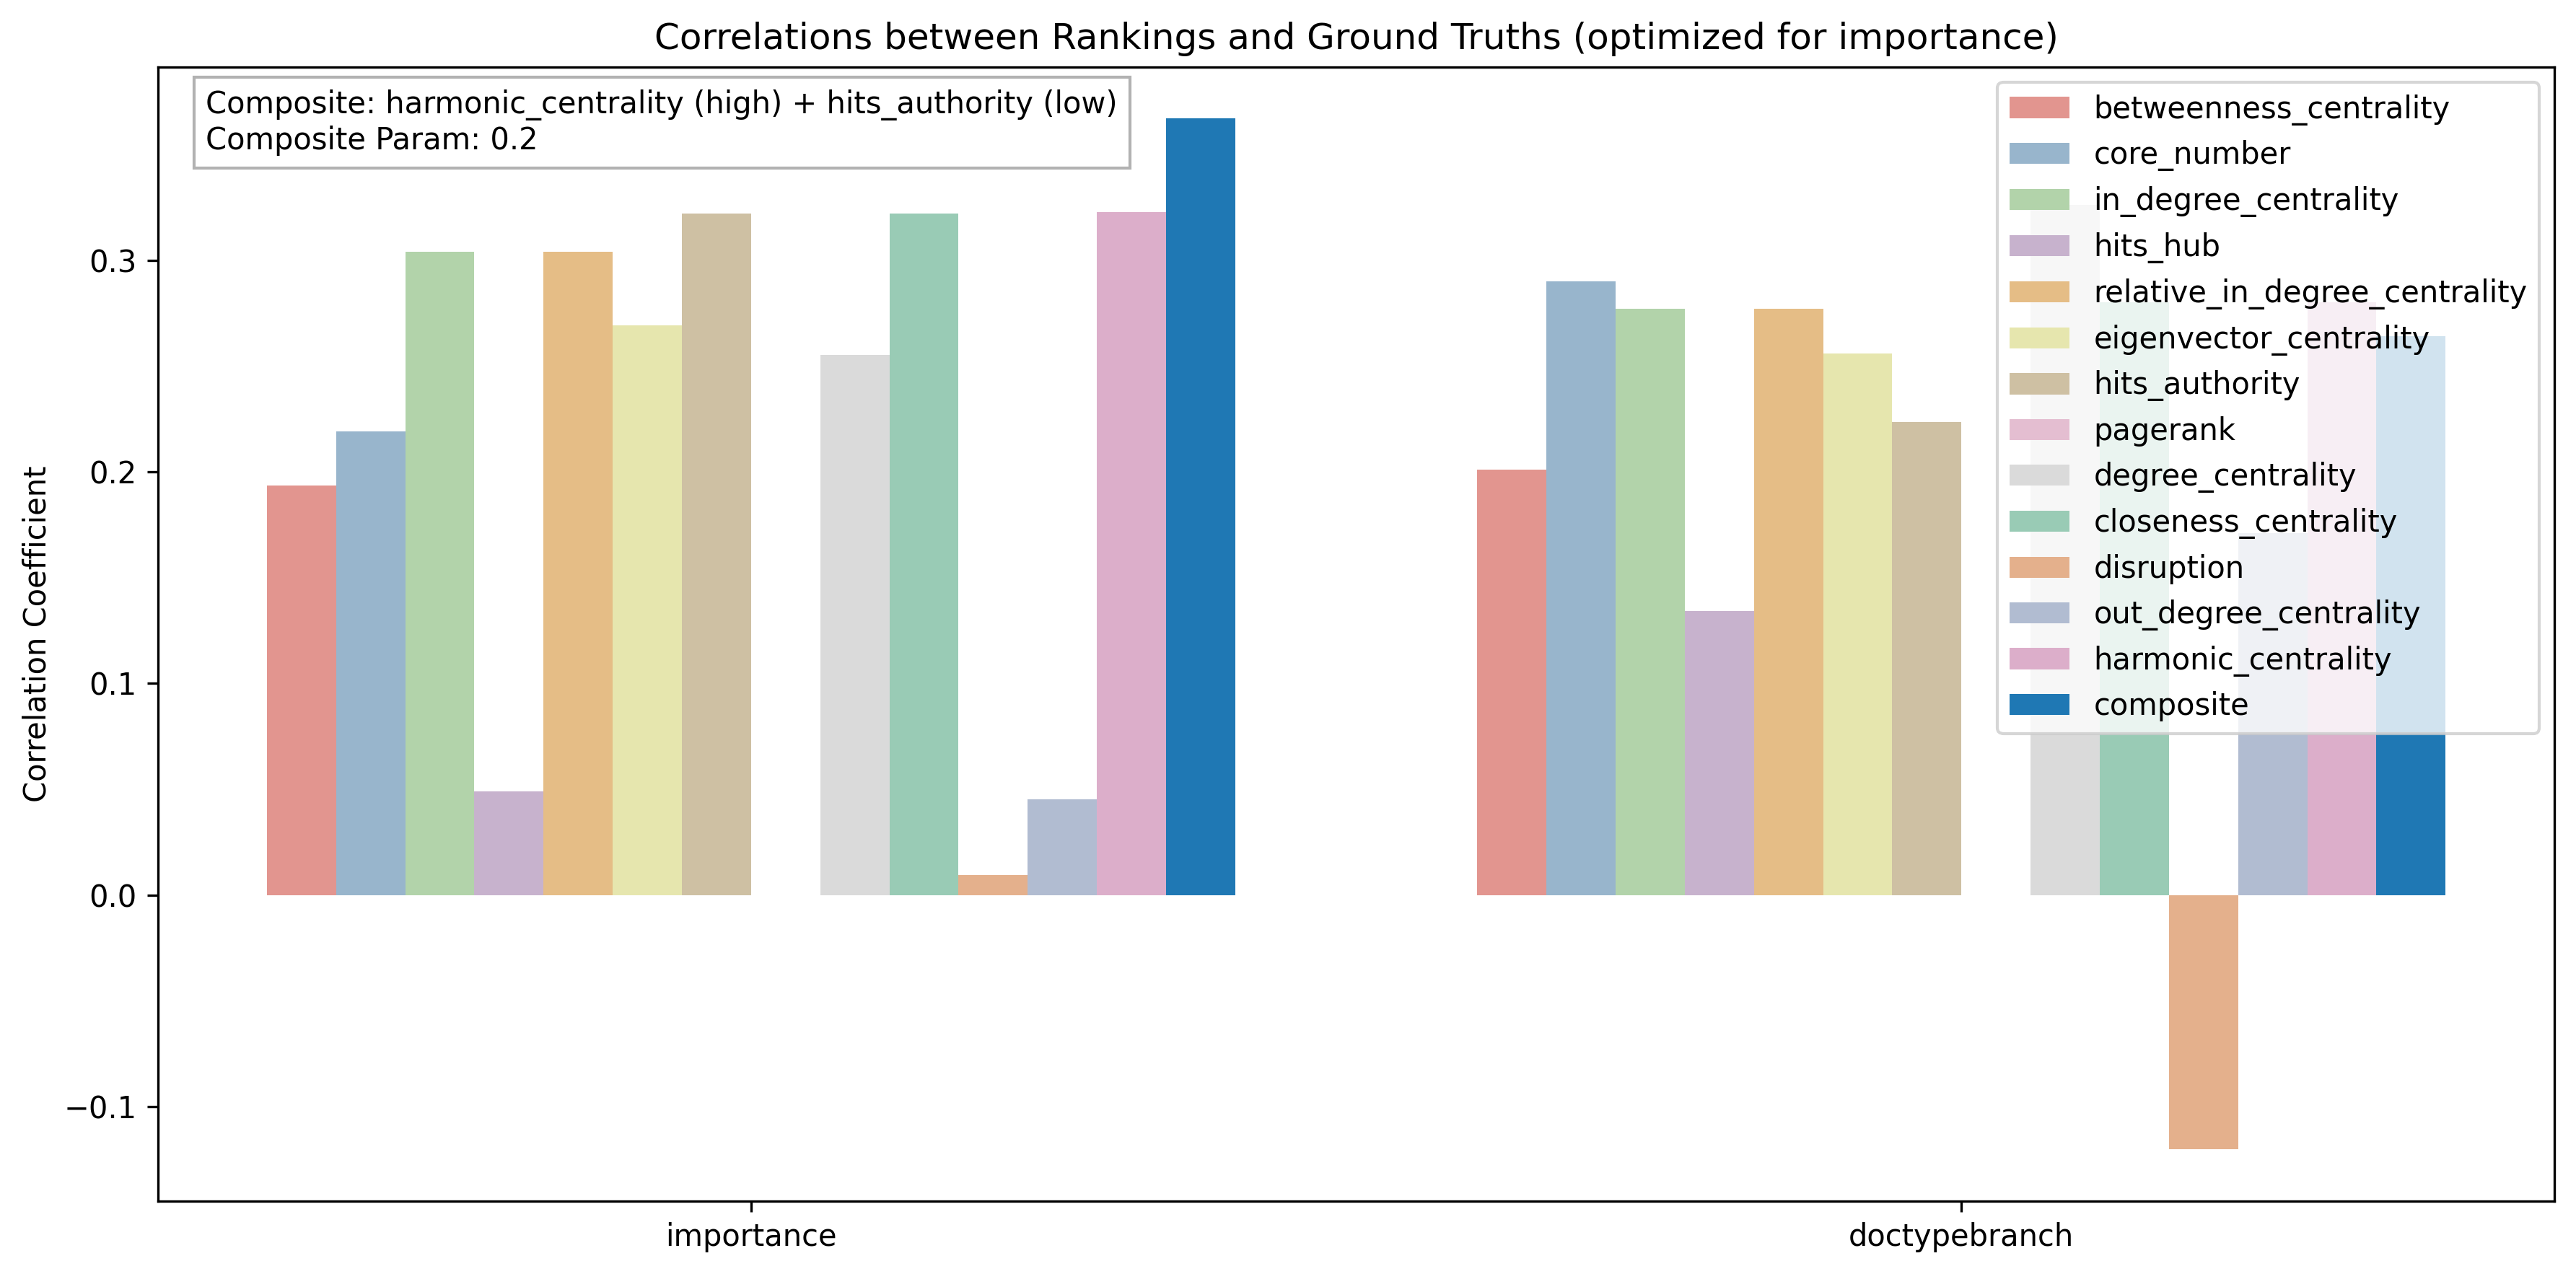 Correlations between Rankings and Ground Truths (optimized for importance)
Composite: harmonic_centrality (high) + hits_authority (low)
Composite Param: 0.2
betweenness_centrality
core_number
in_degree_centrality
hits_hub
relative_in_degree_centrality
eigenvector_centrality
hits_authority
pagerank
degree_centrality
closeness_centrality
disruption
out_degree_centrality
harmonic_centrality
composite
Correlation Coefficient
0.3
0.2
0.1
0.0
−0.1
importance
doctypebranch